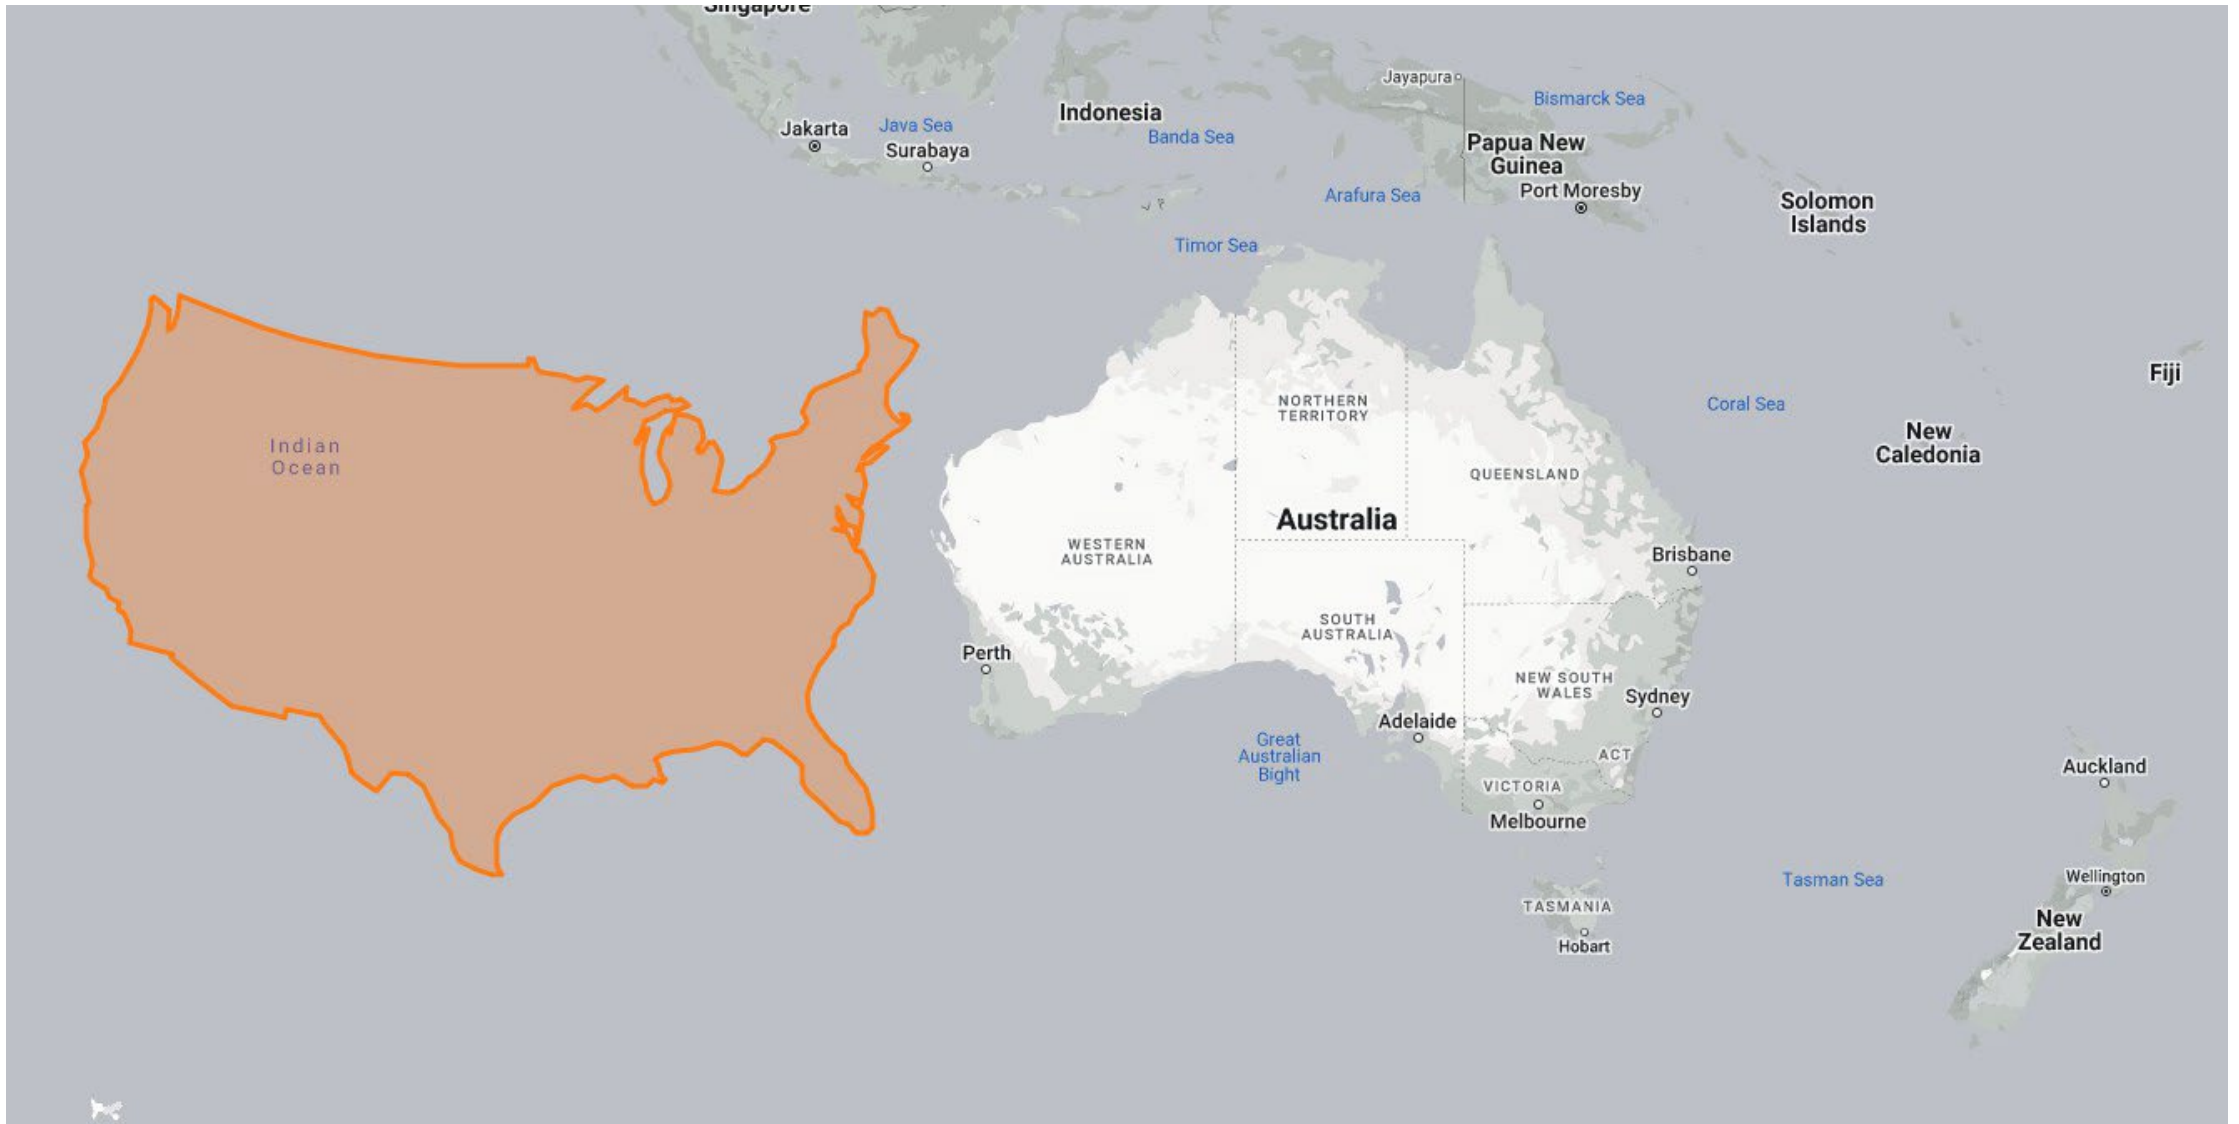 Singapore
Jayapura
Bismarck Sea
Indonesia
Jakarta
Java Sea
Banda Sea
Surabaya
Papua New
Guinea
Port Moresby
Arafura Sea
Solomon
Islands
Timor Sea
Fiji
NORTHERN
TERRITORY
Coral Sea
New
Caledonia
Indian
Ocean
QUEENSLAND
Australia
WESTERN
AUSTRALIA
Brisbane
SOUTH
AUSTRALIA
Perth
NEW SOUTH
WALES
Sydney
Adelaide
Great
Australian
Bight
ACT
Auckland
VICTORIA
Melbourne
Tasman Sea
Wellington
TASMANIA
Hobart
New
Zealand